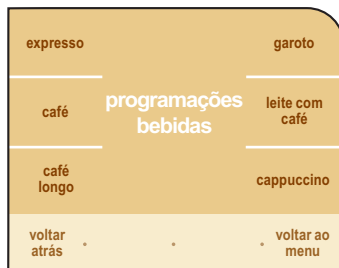 expresso
garoto
programações
bebidas
café
leite com
café
café
longo
cappuccino
voltar
atrás
voltar ao
menu